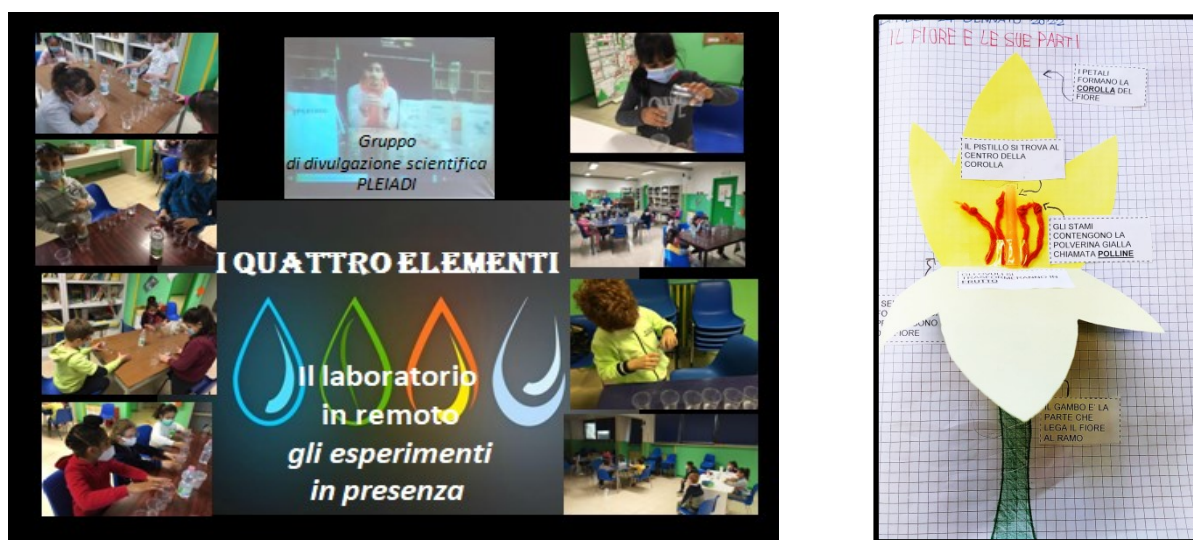 Gruppo
di divulgazione scientifica
PLEIADI
I QUATTRO ELEMENTI
Il laboratorio
in remoto
gli esperimenti
in presenza
GENNAIO 2022
IL FIORE E LE SUE PARTI
I PETALI
FORMANO LA
COROLLA DEL
FIORE
IL PISTILLO SI TROVA AL
CENTRO DELLA
COROLLA
GLI STAMI
CONTENGONO LA
POLVERINA GIALLA
CHIAMATA POLLINE
FRUTTO
IL GAMBO E' LA
PARTE CHE
LEGA IL FIORE
AL RAMO